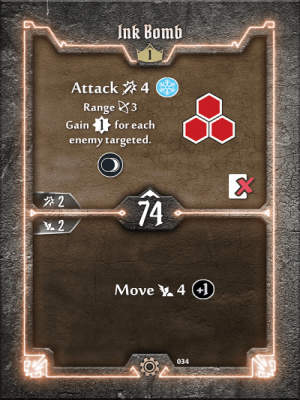 Ink Bomb
1
Attack 4
Range 3
Gain 1 for each
enemy targeted.
2
74
2
Move 4 +1
034